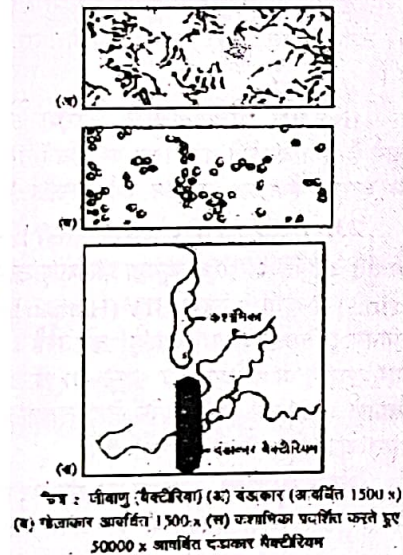 (अ)
(ब)
कशामिका
दंडाकार बैक्टीरियम
(स)
चित्र : जीवाणु (बैक्टीरिया) (अ) दंडाकार (आवर्धित 1500 x)
(ब) गोलाकार आवर्धित 1500 x (स) कशामिका प्रदर्शित करते हुए
50000 x आवर्धित दंडाकार बैक्टीरियम